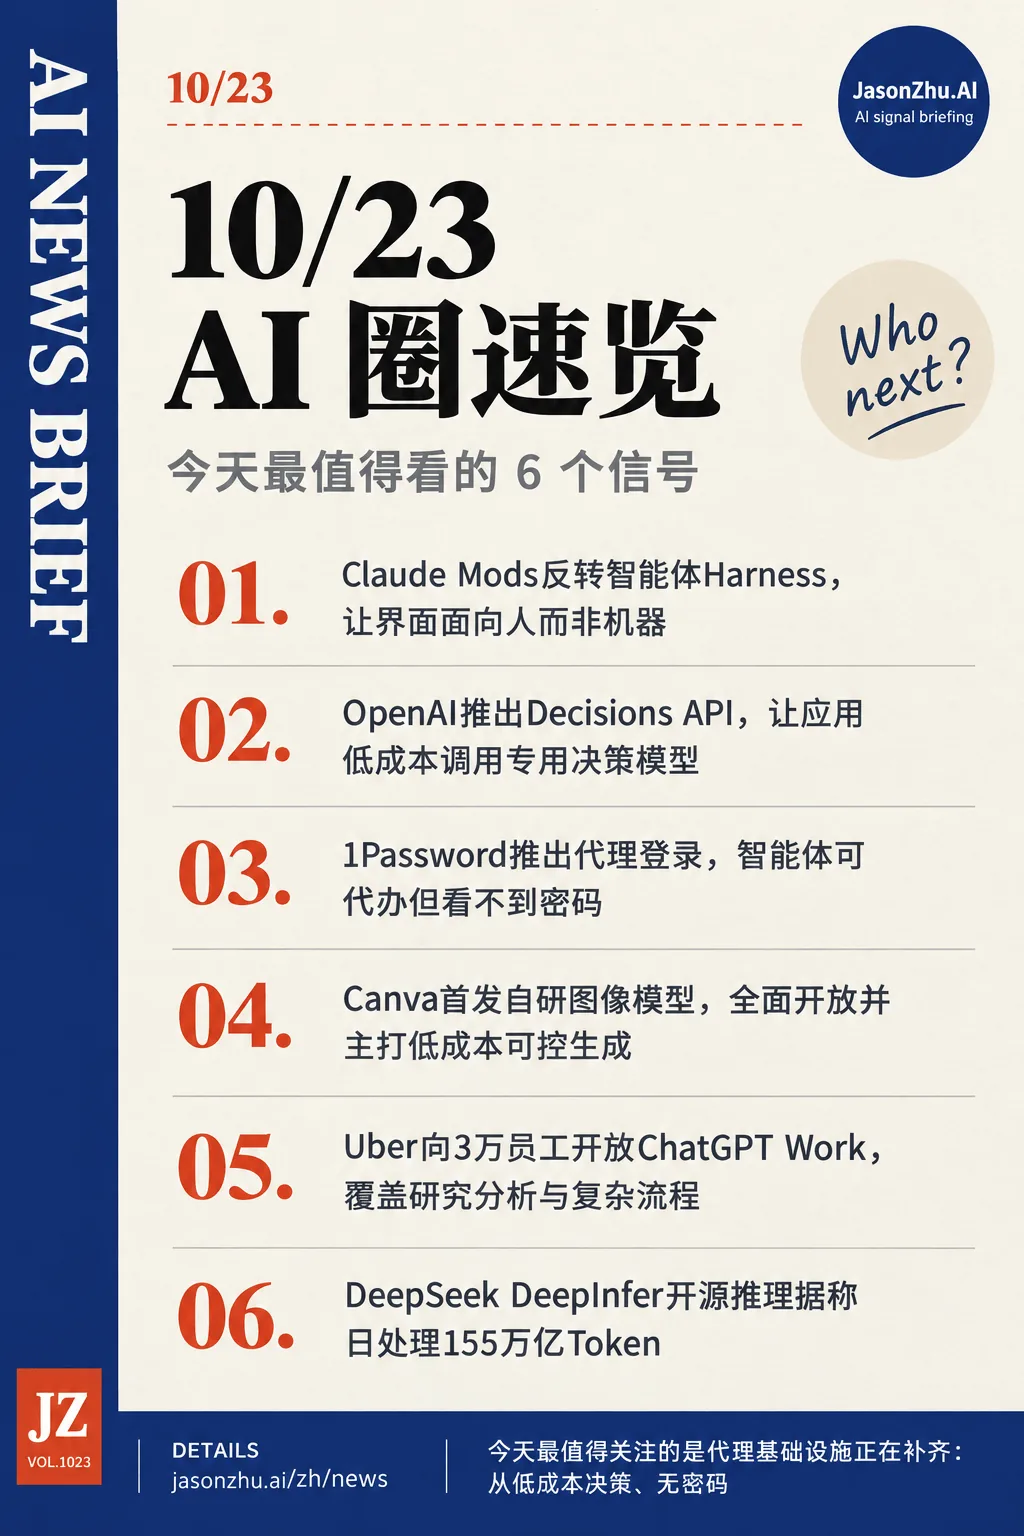 AI NEWS BRIEF
10/23
JasonZhu.AI
AI signal briefing
10/23
AI 圈速览
Who
next?
今天最值得看的 6 个信号
01.
Claude Mods反转智能体Harness，
让界面面向人而非机器
02.
OpenAI推出Decisions API，让应用
低成本调用专用决策模型
03.
1Password推出代理登录，智能体可
代办但看不到密码
04.
Canva首发自研图像模型，全面开放并
主打低成本可控生成
05.
Uber向3万员工开放ChatGPT Work，
覆盖研究分析与复杂流程
06.
DeepSeek DeepInfer开源推理据称
日处理155万亿Token
JZ
VOL.1023
DETAILS
jasonzhu.ai/zh/news
今天最值得关注的是代理基础设施正在补齐：
从低成本决策、无密码